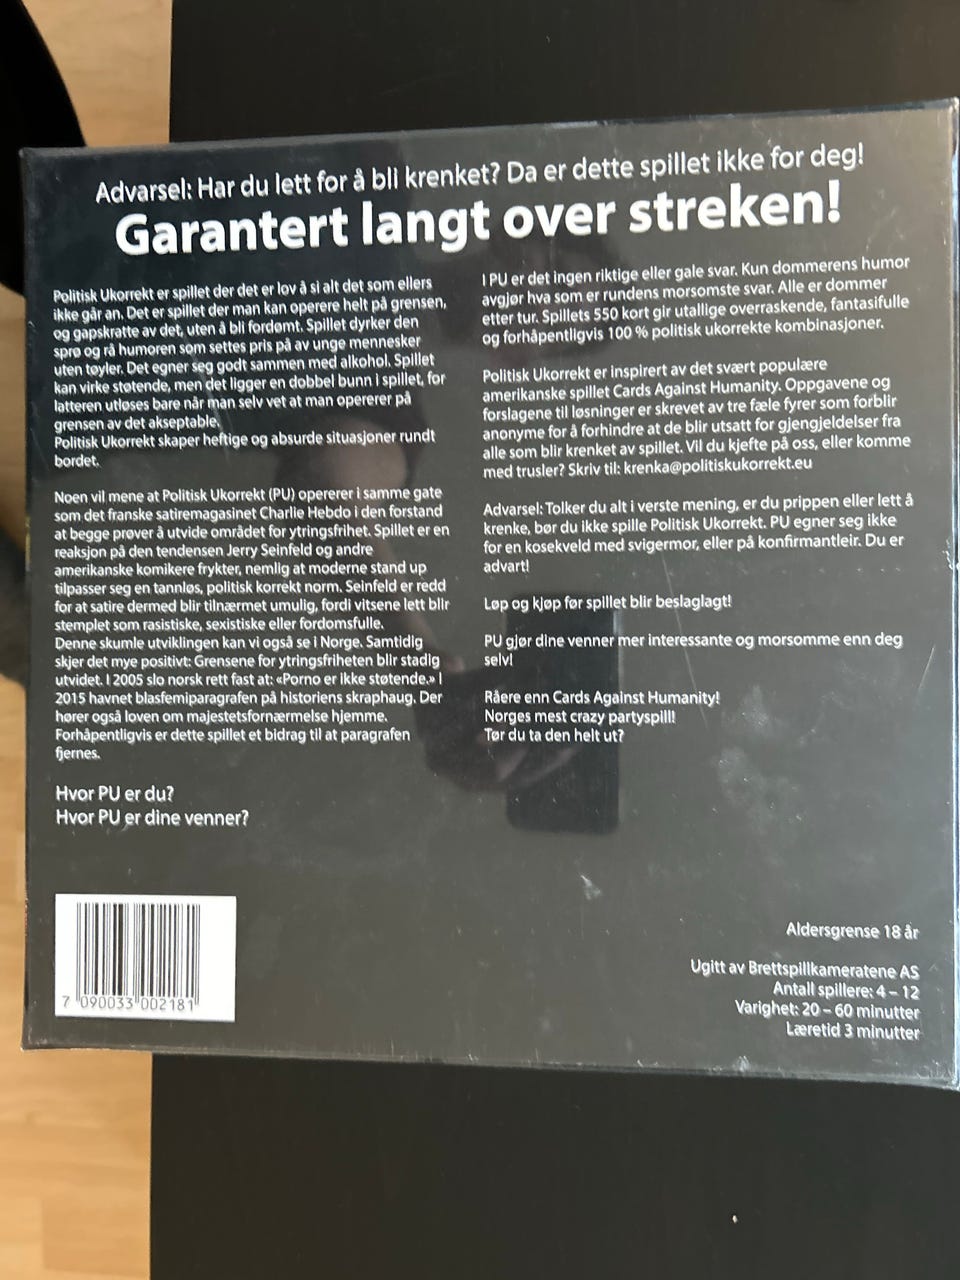 Advarsel: Har du lett for å bli krenket? Da er dette spillet ikke for deg!
Garantert langt over streken!
Politisk Ukorrekt er spillet der det er lov å si alt det som ellers
ikke går an. Det er spillet der man kan operere helt på grensen,
og gapskratte av det, uten å bli fordømt. Spillet dyrker den
sprø og rå humoren som settes pris på av unge mennesker
uten tøyler. Det egner seg godt sammen med alkohol. Spillet
kan virke støtende, men det ligger en dobbel bunn i spillet, for
latteren utløses bare når man selv vet at man opererer på
grensen av det akseptable.
Politisk Ukorrekt skaper heftige og absurde situasjoner rundt
bordet.
Noen vil mene at Politisk Ukorrekt (PU) opererer i samme gate
som det franske satiremagasinet Charlie Hebdo i den forstand
at begge prøver å utvide området for ytringsfrihet. Spillet er en
reaksjon på den tendensen Jerry Seinfeld og andre
amerikanske komikere frykter, nemlig at moderne stand up
tilpasser seg en tannløs, politisk korrekt norm. Seinfeld er redd
for at satire dermed blir tilnærmet umulig, fordi vitsene lett blir
stemplet som rasistiske, sexistiske eller fordomsfulle.
Denne skumle utviklingen kan vi også se i Norge. Samtidig
skjer det mye positivt: Grensene for ytringsfriheten blir stadig
utvidet. I 2005 slo norsk rett fast at: «Porno er ikke støtende.» I
2015 havnet blasfemiparagrafen på historiens skraphaug. Der
hører også loven om majestetsfornærmelse hjemme.
Forhåpentligvis er dette spillet et bidrag til at paragrafen
fjernes.
Hvor PU er du?
Hvor PU er dine venner?
I PU er det ingen riktige eller gale svar. Kun dommerens humor
avgjør hva som er rundens morsomste svar. Alle er dommer
etter tur. Spillets 550 kort gir utallige overraskende, fantasifulle
og forhåpentligvis 100 % politisk ukorrekte kombinasjoner.
Politisk Ukorrekt er inspirert av det svært populære
amerikanske spillet Cards Against Humanity. Oppgavene og
forslagene til løsninger er skrevet av tre fæle fyrer som forblir
anonyme for å forhindre at de blir utsatt for gjengjeldelser fra
alle som blir krenket av spillet. Vil du kjefte på oss, eller komme
med trusler? Skriv til: krenka@politiskukorrekt.eu
Advarsel: Tolker du alt i verste mening, er du prippen eller lett å
krenke, bør du ikke spille Politisk Ukorrekt. PU egner seg ikke
for en kosekveld med svigermor, eller på konfirmantleir. Du er
advart!
Løp og kjøp før spillet blir beslaglagt!
PU gjør dine venner mer interessante og morsomme enn deg
selv!
Råere enn Cards Against Humanity!
Norges mest crazy partyspill!
Tør du ta den helt ut?
7 090033 002181
Aldersgrense 18 år
Ugitt av Brettspillkameratene AS
Antall spillere: 4 – 12
Varighet: 20 – 60 minutter
Læretid 3 minutter